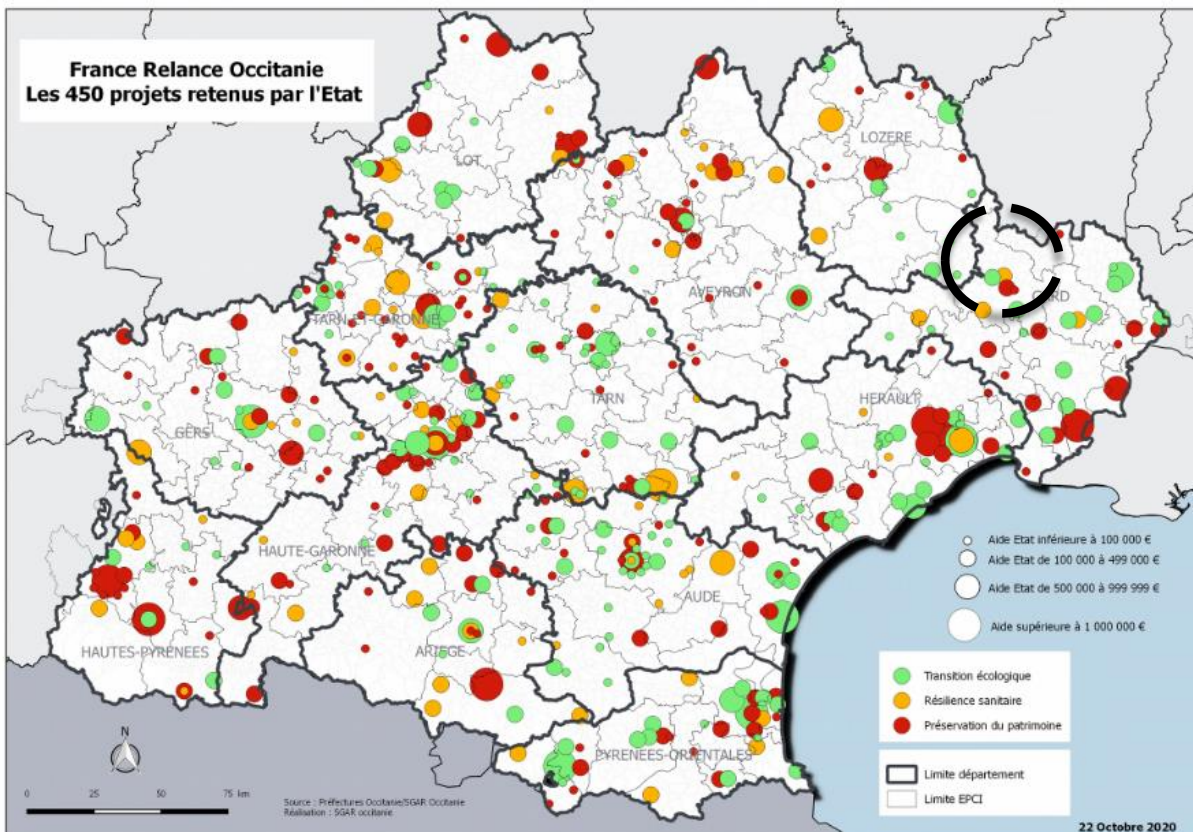 France Relance Occitanie
Les 450 projets retenus par l'Etat
LOT
LOZERE
AVEYRON
ARD
TARN-ET-GARONNE
TARN
HERAULT
GERS
HAUTE-GARONNE
AUDE
HAUTES-PYRENEES
ARIEGE
PYRENEES-ORIENTALES
Aide Etat inférieure à 100 000 €
Aide Etat de 100 000 à 499 000 €
Aide Etat de 500 000 à 999 999 €
Aide supérieure à 1 000 000 €
Transition écologique
Résilience sanitaire
Préservation du patrimoine
Limite département
Limite EPCI
N
0 25 50 75 km
Source : Préfectures Occitanie/SGAR Occitanie
Réalisation : SGAR occitanie
22 Octobre 2020